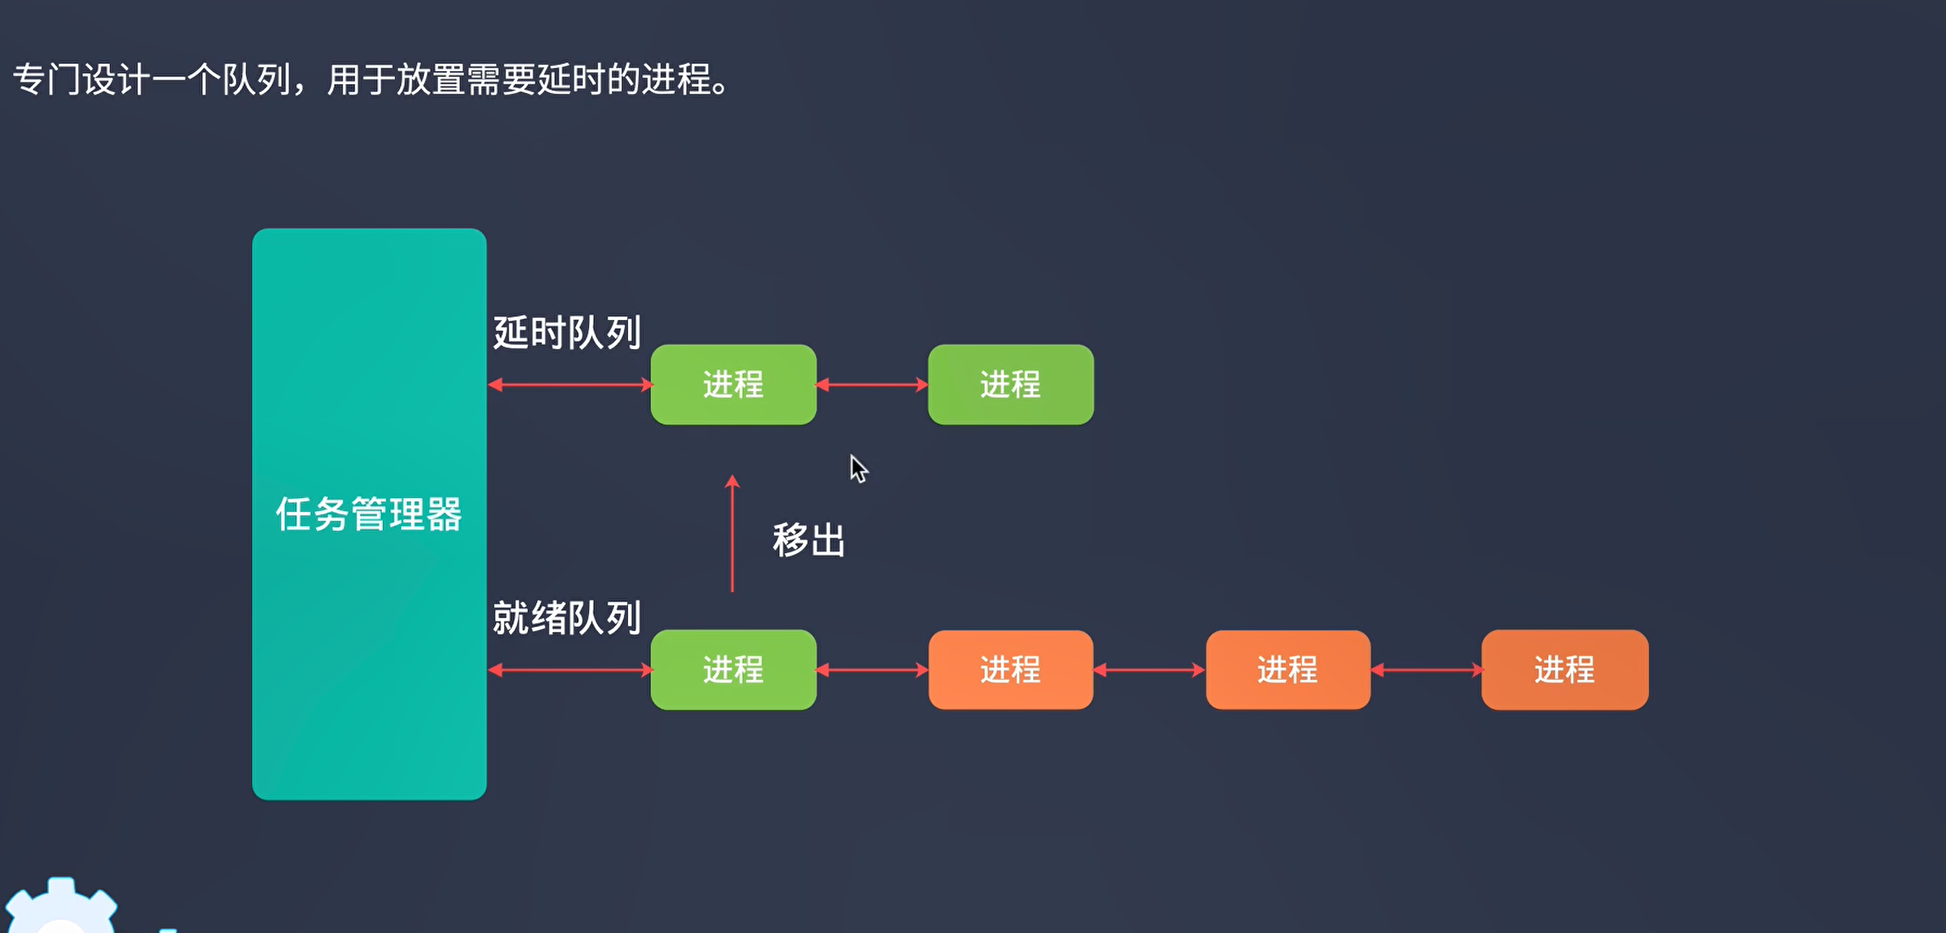 专门设计一个队列，用于放置需要延时的进程。
延时队列
进程
进程
任务管理器
移出
就绪队列
进程
进程
进程
进程